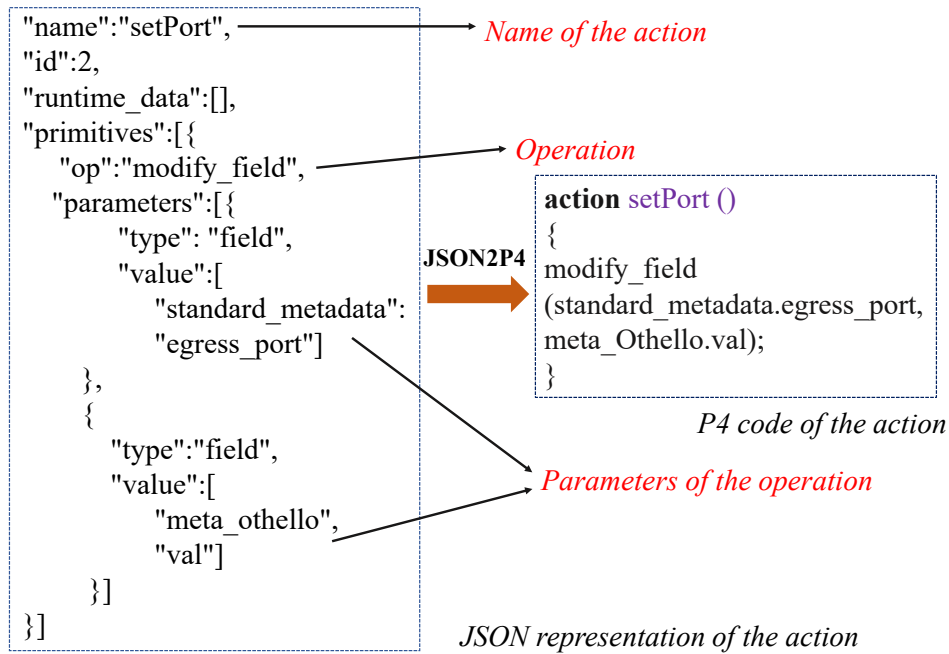 "name":"setPort",
"id":2,
"runtime_data":[],
"primitives":[{
"op":"modify_field",
"parameters":[{
"type": "field",
"value":[
"standard_metadata":
"egress_port"]
},
{
"type":"field",
"value":[
"meta_othello",
"val"]
}]
}]
Name of the action
Operation
JSON2P4
action setPort ()
{
modify_field
(standard_metadata.egress_port,
meta_Othello.val);
}
P4 code of the action
Parameters of the operation
JSON representation of the action